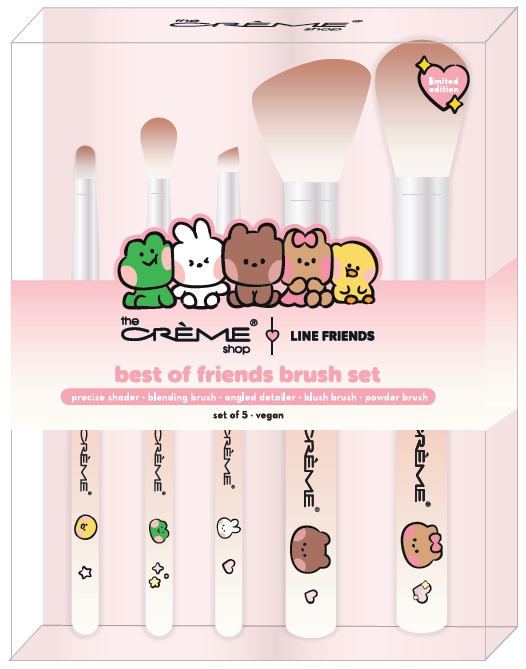 the
CRÈME®
shop
limited
edition
the
CRÈME®
shop
LINE FRIENDS
best of friends brush set
precise shader · blending brush · angled detailer · blush brush · powder brush
set of 5 · vegan
CRÈME®
CRÈME®
CRÈME®
CRÈME®
CRÈME®